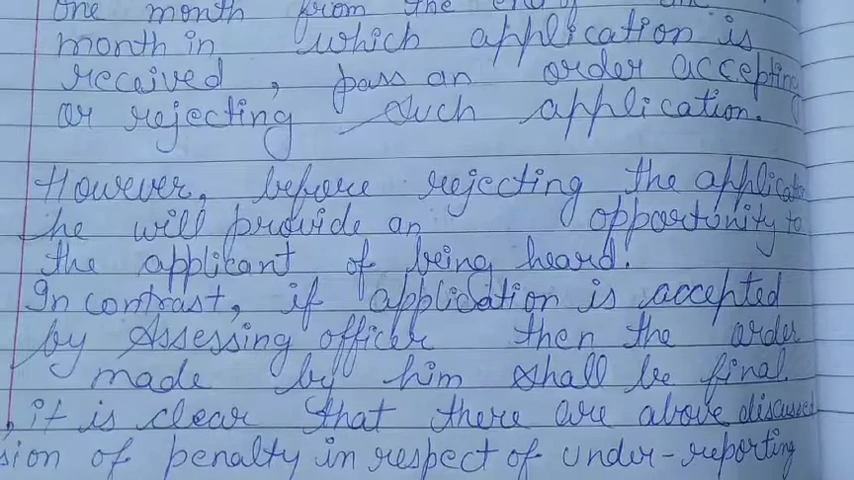 one month from the end of the
month in which application is
received, pass an order accepting
or rejecting such application.
However, before rejecting the
he will provide an opportunity to
the applicant of being heard.
In contrast, if application is accepted
by Assessing officer then the order
made by him shall be final.
, it is clear that there are above
sion of penalty in respect of under-reporting